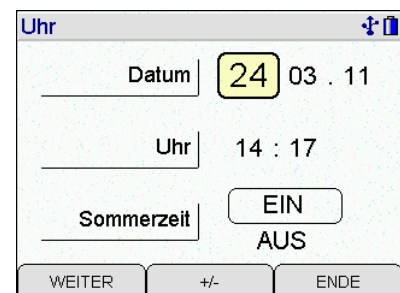 Uhr
Datum 24 03 . 11
Uhr 14 : 17
Sommerzeit EIN
AUS
WEITER +/- ENDE